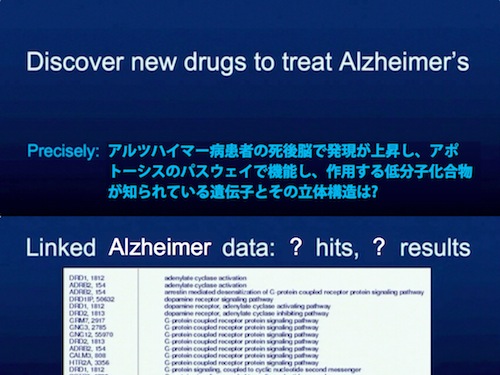 Discover new drugs to treat Alzheimer's
Precisely: アルツハイマー病患者の死後脳で発現が上昇し、アポ
トーシスのパスウェイで機能し、作用する低分子化合物
が知られている遺伝子とその立体構造は?
Linked Alzheimer data: ? hits, ? results
DRD1, 1812 adenylate cyclase activation
ADRB2, 154 adenylate cyclase activation
ADRB2, 154 arrestin mediated desensitization of G-protein coupled receptor protein signaling pathway
DRD1IP, 50632 dopamine receptor signaling pathway
DRD1, 1812 dopamine receptor, adenylate cyclase activating pathway
DRD2, 1813 dopamine receptor, adenylate cyclase inhibiting pathway
GRM7, 2917 G-protein coupled receptor protein signaling pathway
GNG3, 2785 G-protein coupled receptor protein signaling pathway
GNG12, 55970 G-protein coupled receptor protein signaling pathway
DRD2, 1813 G-protein coupled receptor protein signaling pathway
ADRB2, 154 G-protein coupled receptor protein signaling pathway
CALM3, 808 G-protein coupled receptor protein signaling pathway
HTR2A, 3356 G-protein coupled receptor protein signaling pathway
DRD1, 1812 G-protein signaling, coupled to cyclic nucleotide second messenger